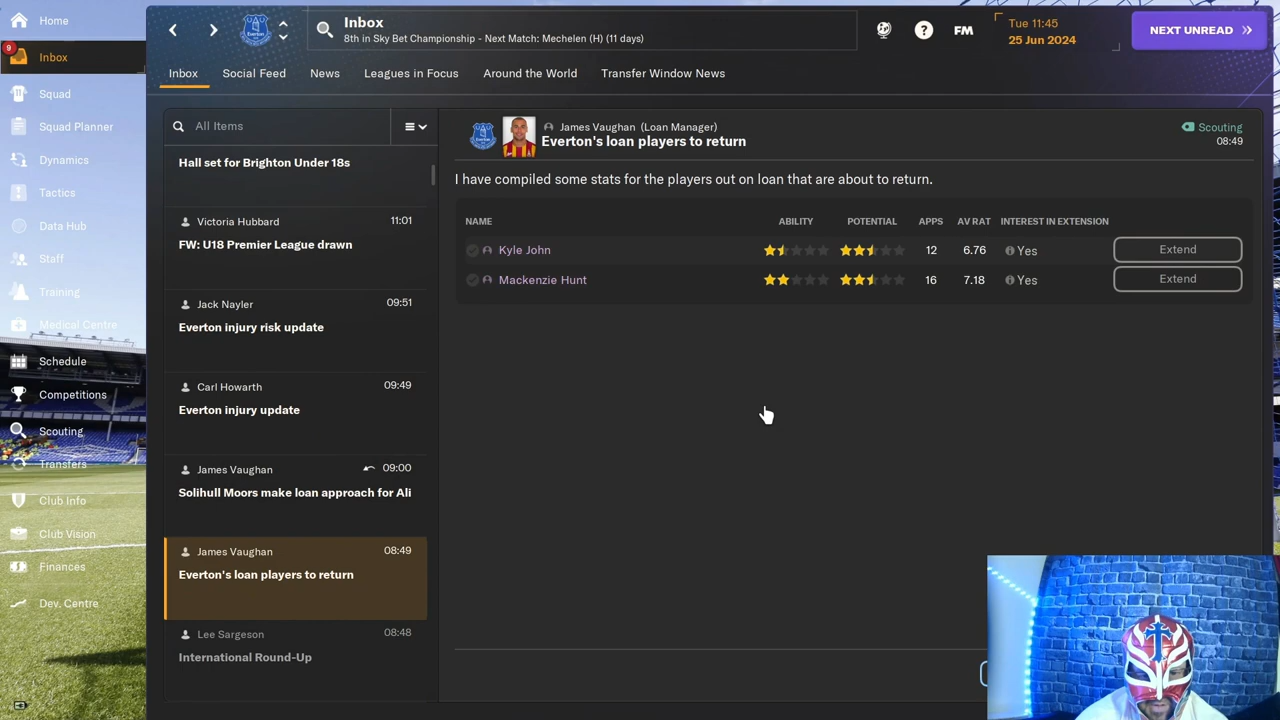 Home
Inbox
8th in Sky Bet Championship - Next Match: Mechelen (H) (11 days)
FM
Tue 11:45
25 Jun 2024
NEXT UNREAD
9
Inbox
Inbox
Social Feed
News
Leagues in Focus
Around the World
Transfer Window News
Squad
Squad Planner
Dynamics
Tactics
Data Hub
Staff
Training
Medical Centre
Schedule
Competitions
Scouting
Transfers
Club Info
Club Vision
Finances
Dev. Centre
All Items
Hall set for Brighton Under 18s
Victoria Hubbard 11:01
FW: U18 Premier League drawn
Jack Nayler 09:51
Everton injury risk update
Carl Howarth 09:49
Everton injury update
James Vaughan 09:00
Solihull Moors make loan approach for Ali
James Vaughan 08:49
Everton's loan players to return
Lee Sargeson 08:48
International Round-Up
James Vaughan (Loan Manager)
Everton's loan players to return
Scouting
08:49
I have compiled some stats for the players out on loan that are about to return.
NAME ABILITY POTENTIAL APPS AV RAT INTEREST IN EXTENSION
Kyle John 12 6.76 Yes Extend
Mackenzie Hunt 16 7.18 Yes Extend